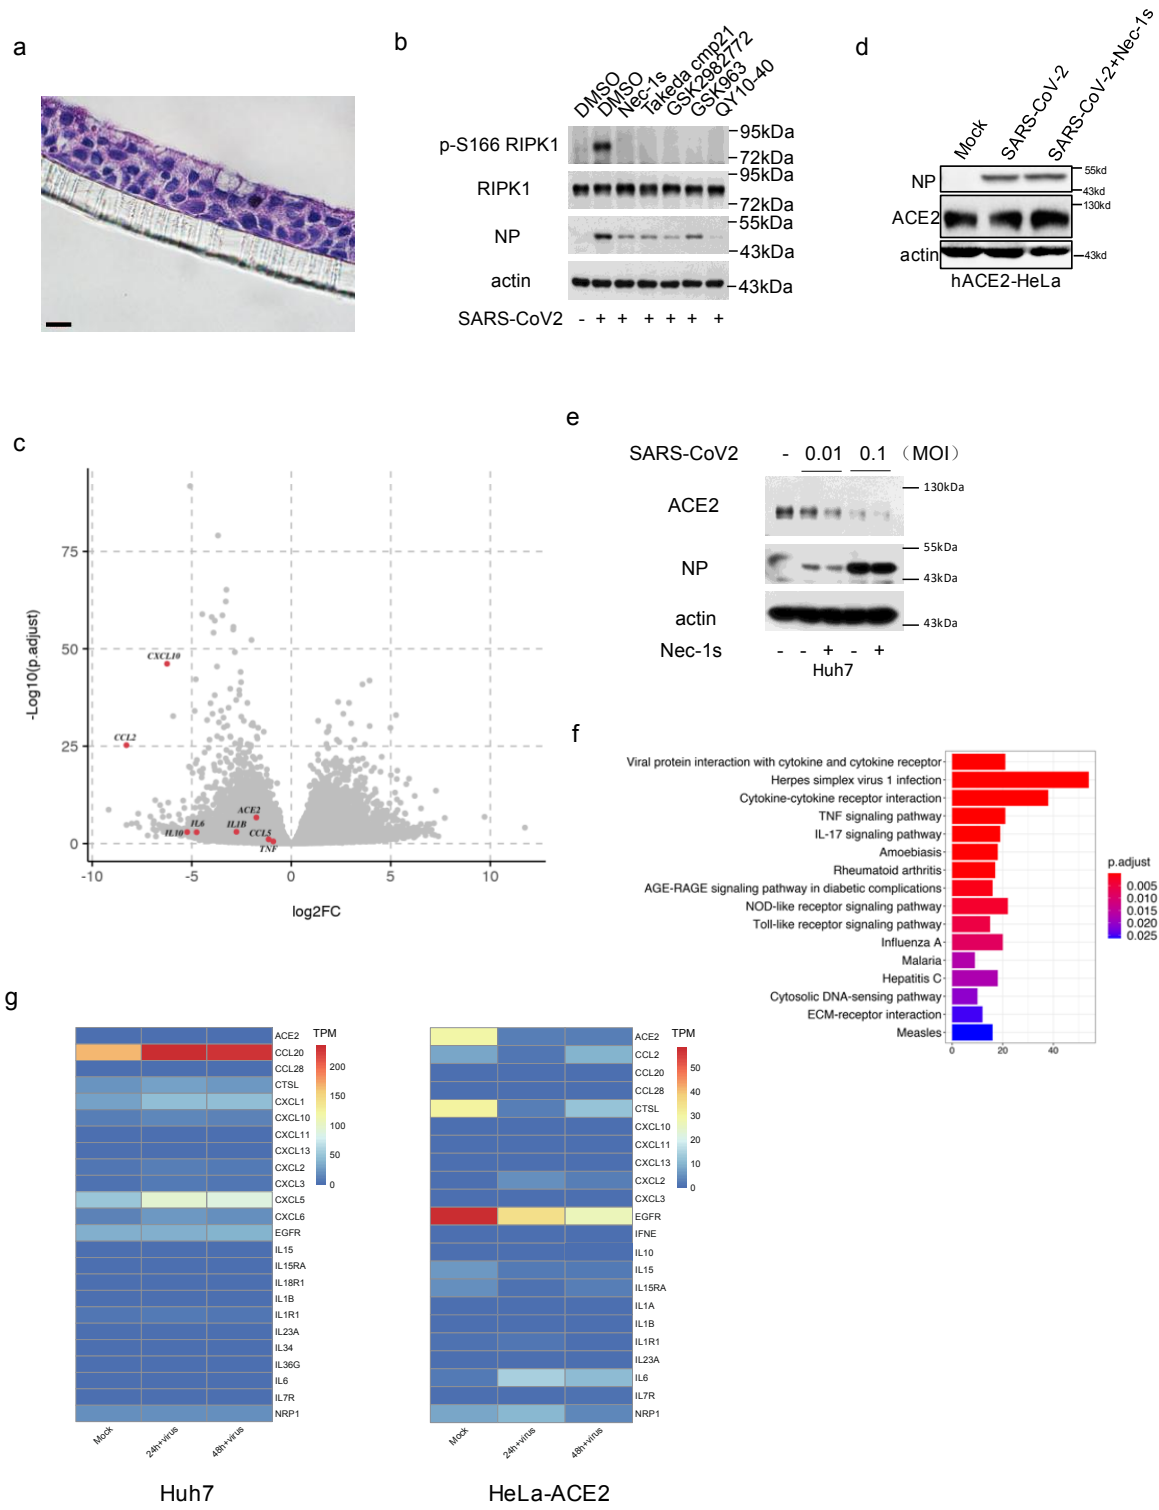 a
b
DMSO
DMSO
Nec-1s
Takeda cmp21
GSK2982772
GSK963
QY10-40
p-S166 RIPK1
95kDa
72kDa
RIPK1
95kDa
72kDa
NP
55kDa
43kDa
actin
43kDa
SARS-CoV2 - + + + + + +
d
Mock
SARS-CoV-2
SARS-CoV-2+Nec-1s
NP
55kd
43kd
ACE2
130kd
actin
43kd
hACE2-HeLa
c
-Log10(p.adjust)
75
50
25
0
-10 -5 0 5 10
log2FC
CXCL10
CCL2
ACE2
IL10
IL6
IL1B
CCL5
TNF
e
SARS-CoV2 - 0.01 0.1 （MOI）
ACE2
130kDa
NP
55kDa
43kDa
actin
43kDa
Nec-1s - - + - +
Huh7
f
Viral protein interaction with cytokine and cytokine receptor
Herpes simplex virus 1 infection
Cytokine-cytokine receptor interaction
TNF signaling pathway
IL-17 signaling pathway
Amoebiasis
Rheumatoid arthritis
AGE-RAGE signaling pathway in diabetic complications
NOD-like receptor signaling pathway
Toll-like receptor signaling pathway
Influenza A
Malaria
Hepatitis C
Cytosolic DNA-sensing pathway
ECM-receptor interaction
Measles
0 20 40
p.adjust
0.005
0.010
0.015
0.020
0.025
g
ACE2
CCL20
CCL28
CTSL
CXCL1
CXCL10
CXCL11
CXCL13
CXCL2
CXCL3
CXCL5
CXCL6
EGFR
IL15
IL15RA
IL18R1
IL1B
IL1R1
IL23A
IL34
IL36G
IL6
IL7R
NRP1
TPM
200
150
100
50
0
Mock
24h+virus
48h+virus
Huh7
ACE2
CCL2
CCL20
CCL28
CTSL
CXCL10
CXCL11
CXCL13
CXCL2
CXCL3
EGFR
IFNE
IL10
IL15
IL15RA
IL1A
IL1B
IL1R1
IL23A
IL6
IL7R
NRP1
TPM
50
40
30
20
10
0
Mock
24h+virus
48h+virus
HeLa-ACE2